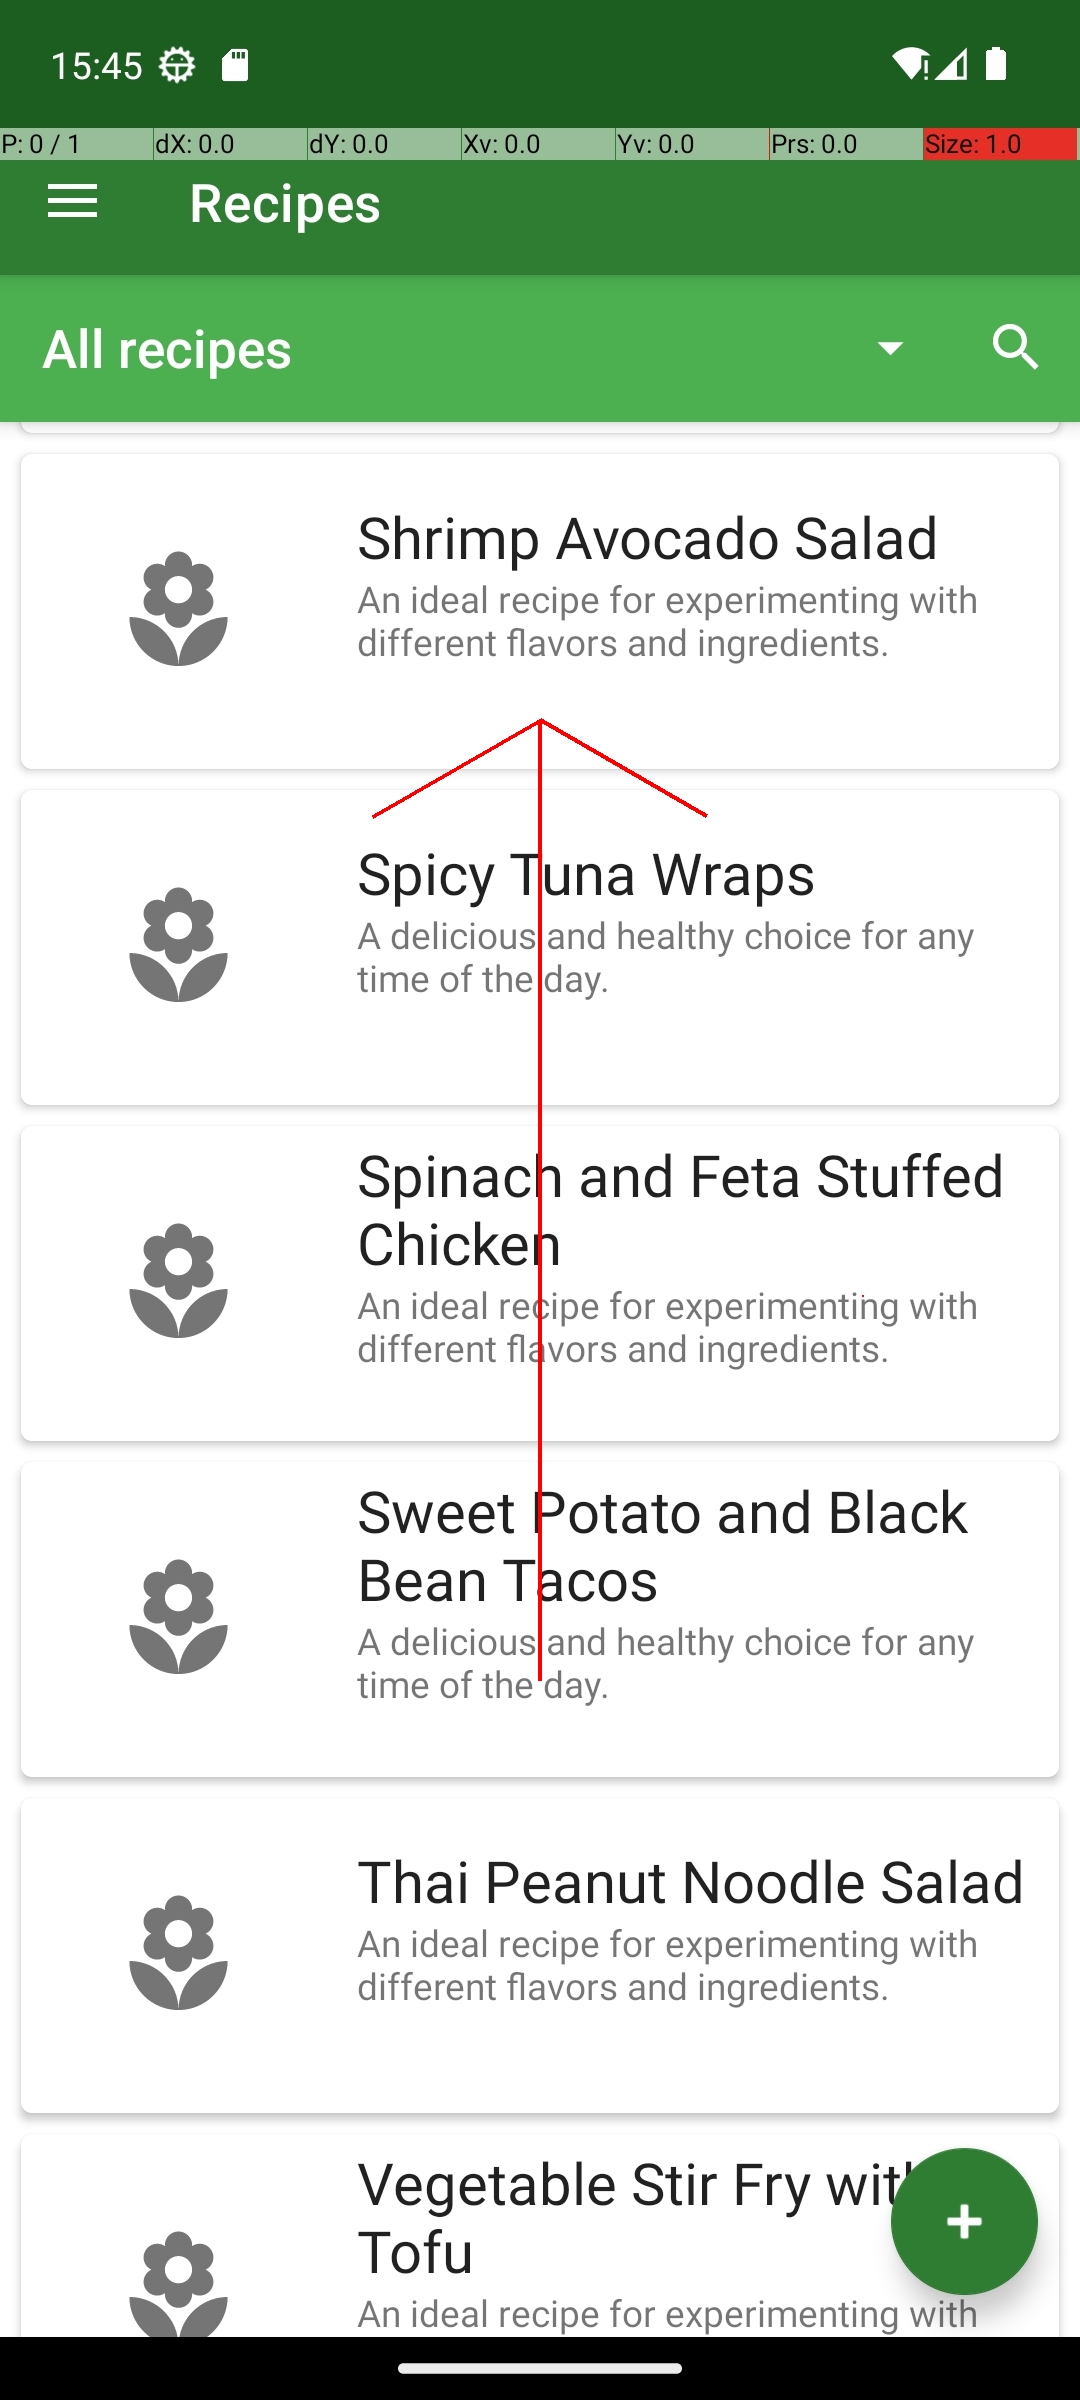 15:45
P: 0 / 1 dX: 0.0 dY: 0.0 Xv: 0.0 Yv: 0.0 Prs: 0.0 Size: 1.0
Recipes
All recipes
Shrimp Avocado Salad
An ideal recipe for experimenting with
different flavors and ingredients.
Spicy Tuna Wraps
A delicious and healthy choice for any
time of the day.
Spinach and Feta Stuffed
Chicken
An ideal recipe for experimenting with
different flavors and ingredients.
Sweet Potato and Black
Bean Tacos
A delicious and healthy choice for any
time of the day.
Thai Peanut Noodle Salad
An ideal recipe for experimenting with
different flavors and ingredients.
Vegetable Stir Fry with
Tofu
An ideal recipe for experimenting with